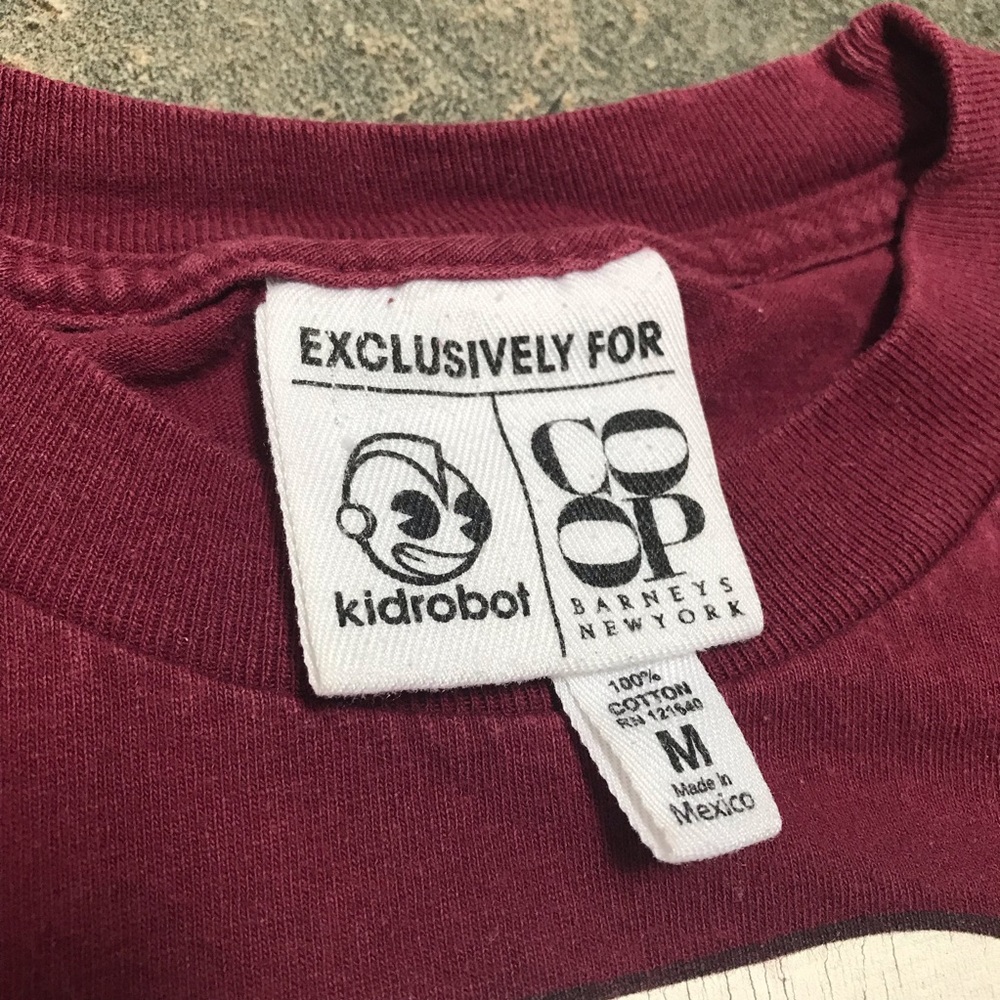 EXCLUSIVELY FOR
kidrobot
CO
OP
BARNEYS
NEWYORK
100%
COTTON
RN 121640
M
Made In
Mexico